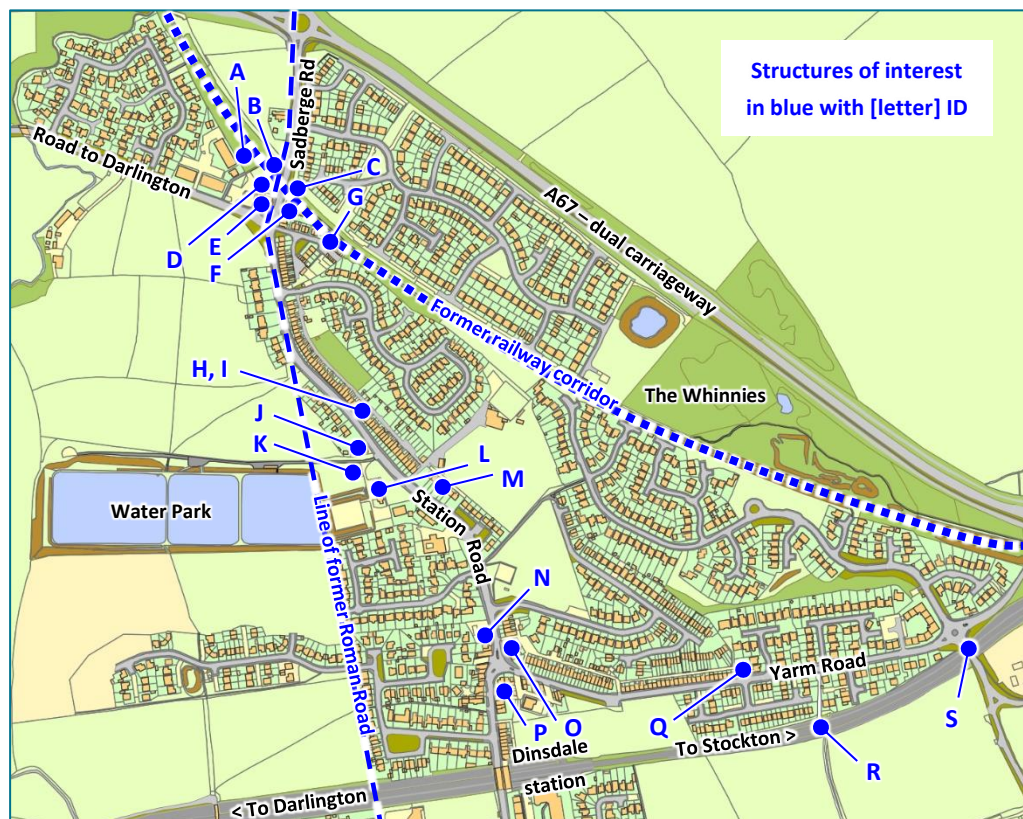 Structures of interest
in blue with [letter] ID
A
B
Sadberge Rd
Road to Darlington
C
G
D
E
F
A67 – dual carriageway
Former railway corridor
The Whinnies
H, I
J
K
L
M
Water Park
Station Road
Line of former Roman Road
N
Yarm Road
P
O
Q
S
Dinsdale
station
To Stockton >
R
< To Darlington